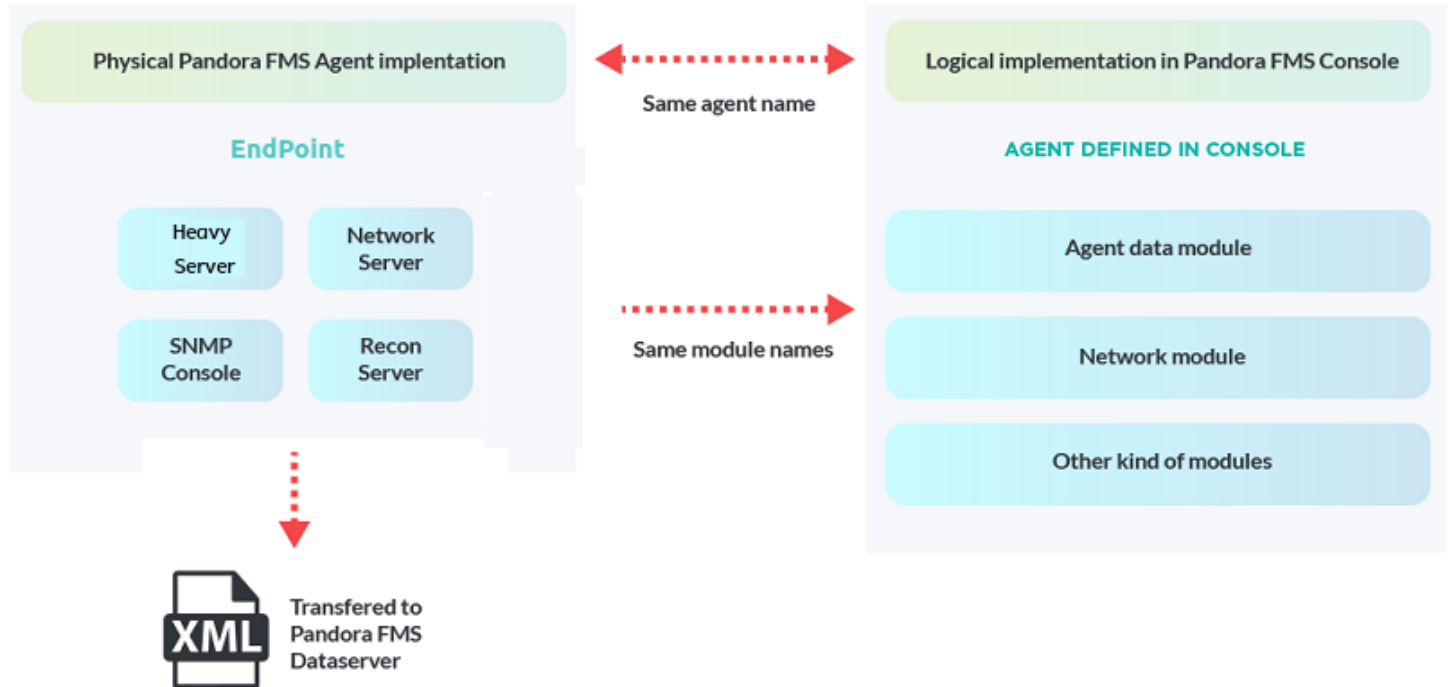 Physical Pandora FMS Agent implentation
EndPoint
Heavy
Server
Network
Server
SNMP
Console
Recon
Server
XML
Transfered to
Pandora FMS
Dataserver
Same agent name
Same module names
Logical implementation in Pandora FMS Console
AGENT DEFINED IN CONSOLE
Agent data module
Network module
Other kind of modules